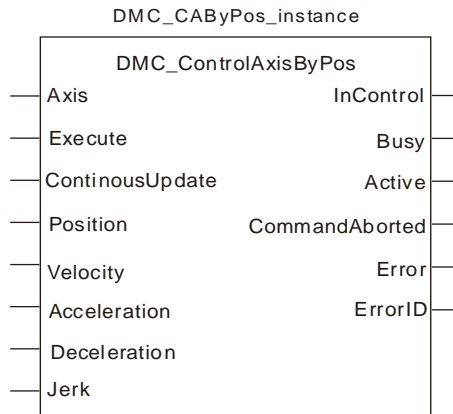 DMC_CAByPos_instance
DMC_ControlAxisByPos
Axis InControl
Execute Busy
ContinousUpdate Active
Position CommandAborted
Velocity Error
Acceleration ErrorID
Deceleration
Jerk